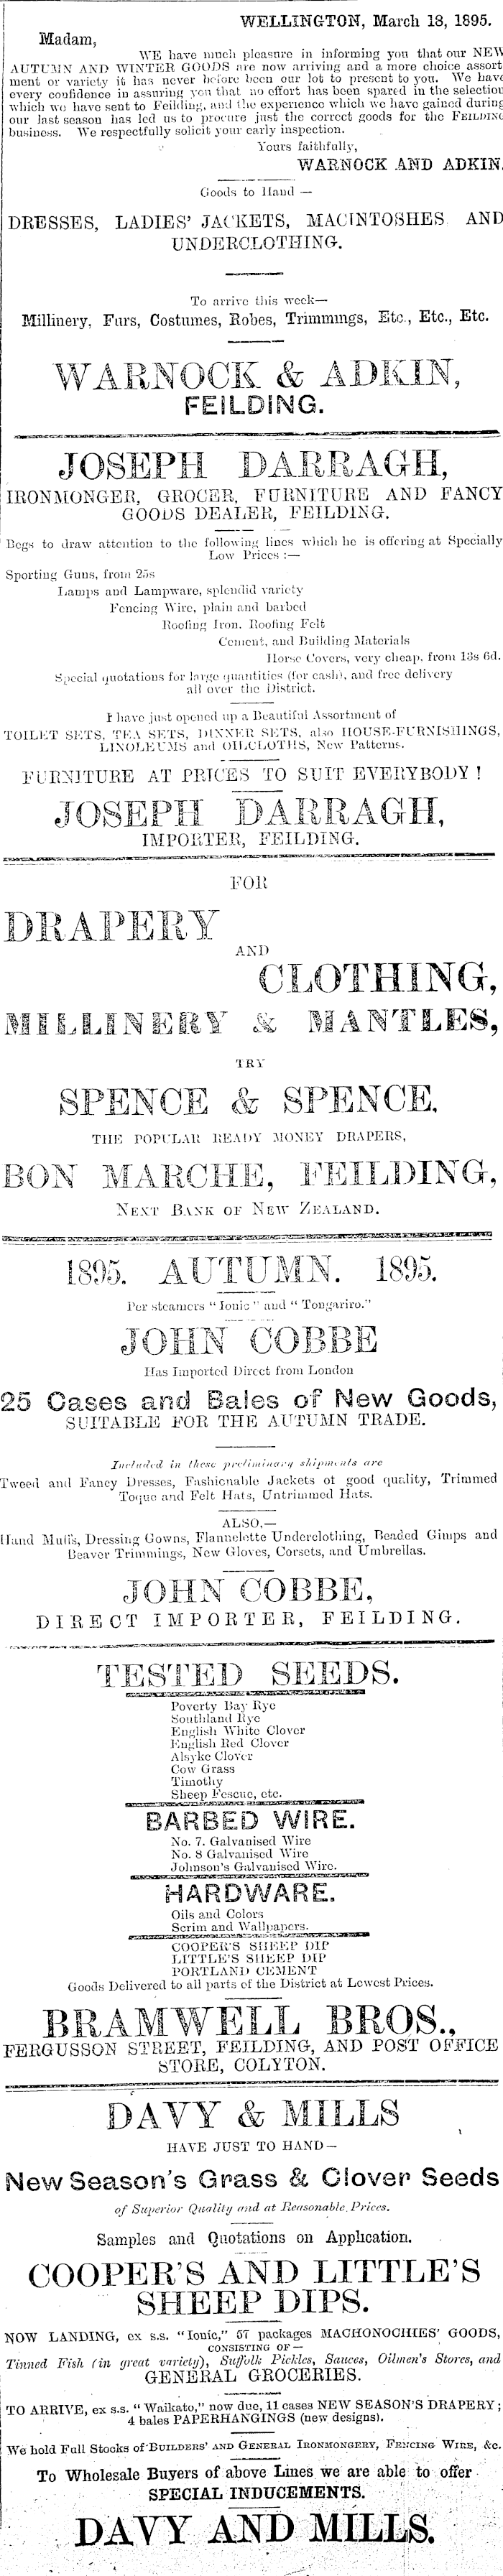 WELLINGTON, March 18, 1895.
Madam,
WE have much pleasure in informing you that our NEW
AUTUMN AND WINTER GOODS are now arriving and a more choice assort
ment or variety it has never before been our lot to present to you. We have
every confidence in assuring you that no effort has been spared in the selection
which we have sent to Feilding, and the experience which we have gained during
our last season has led us to procure just the correct goods for the FEILDING
business. We respectfully solicit your early inspection.
Yours faithfully,
WARNOCK AND ADKIN.
Goods to Hand —
DRESSES, LADIES' JACKETS, MACINTOSHES AND
UNDERCLOTHING.
To arrive this week—
Millinery, Furs, Costumes, Robes, Trimmings, Etc., Etc., Etc.
WARNOCK & ADKIN,
FEILDING.
JOSEPH DARRAGH,
IRONMONGER, GROCER, FURNITURE AND FANCY
GOODS DEALER, FEILDING.
Begs to draw attention to the following lines which he is offering at Specially
Low Prices :—
Sporting Guns, from 25s
Lamps and Lampware, splendid variety
Fencing Wire, plain and barbed
Roofing Iron, Roofing Felt
Cement, and Building Materials
Horse Covers, very cheap, from 13s 6d.
Special quotations for large quantities (for cash), and free delivery
all over the District.
I have just opened up a Beautiful Assortment of
TOILET SETS, TEA SETS, DINNER SETS, also HOUSE-FURNISHINGS,
LINOLEUMS and OILCLOTHS, New Patterns.
FURNITURE AT PRICES TO SUIT EVERYBODY !
JOSEPH DARRAGH,
IMPORTER, FEILDING.
FOR
DRAPERY
AND
CLOTHING,
MILLINERY & MANTLES,
TRY
SPENCE & SPENCE,
THE POPULAR READY MONEY DRAPERS,
BON MARCHE, FEILDING,
NEXT BANK OF NEW ZEALAND.
1895. AUTUMN. 1895.
Per steamers "Ionic" and "Tongariro."
JOHN COBBE
Has Imported Direct from London
25 Cases and Bales of New Goods,
SUITABLE FOR THE AUTUMN TRADE.
Included in these preliminary shipments are
Tweed and Fancy Dresses, Fashionable Jackets ot good quality, Trimmed
Toque and Felt Hats, Untrimmed Hats.
ALSO,—
Hand Muffs, Dressing Gowns, Flannelette Underclothing, Beaded Gimps and
Beaver Trimmings, New Gloves, Corsets, and Umbrellas.
JOHN COBBE,
DIRECT IMPORTER, FEILDING.
TESTED SEEDS.
Poverty Bay Rye
Southland Rye
English White Clover
English Red Clover
Alsyke Clover
Cow Grass
Timothy
Sheep Fescue, etc.
BARBED WIRE.
No. 7. Galvanised Wire
No. 8 Galvanised Wire
Johnson's Galvanised Wire.
HARDWARE.
Oils and Colors
Scrim and Wallpapers.
COOPER'S SHEEP DIP
LITTLE'S SHEEP DIP
PORTLAND CEMENT
Goods Delivered to all parts of the District at Lowest Prices.
BRAMWELL BROS.,
FERGUSSON STREET, FEILDING, AND POST OFFICE
STORE, COLYTON.
DAVY & MILLS
HAVE JUST TO HAND—
New Season's Grass & Clover Seeds
of Superior Quality and at Reasonable Prices.
Samples and Quotations on Application.
COOPER'S AND LITTLE'S
SHEEP DIPS.
NOW LANDING, ex s.s. "Ionic," 57 packages MACHONOCHIES' GOODS,
CONSISTING OF—
Tinned Fish (in great variety), Suffolk Pickles, Sauces, Oilmen's Stores, and
GENERAL GROCERIES.
TO ARRIVE, ex s.s. "Waikato," now due, 11 cases NEW SEASON'S DRAPERY;
4 bales PAPERHANGINGS (new designs).
We hold Full Stocks of BUILDERS' AND GENERAL IRONMONGERY, FENCING WIRE, &c.
To Wholesale Buyers of above Lines we are able to offer
SPECIAL INDUCEMENTS.
DAVY AND MILLS.